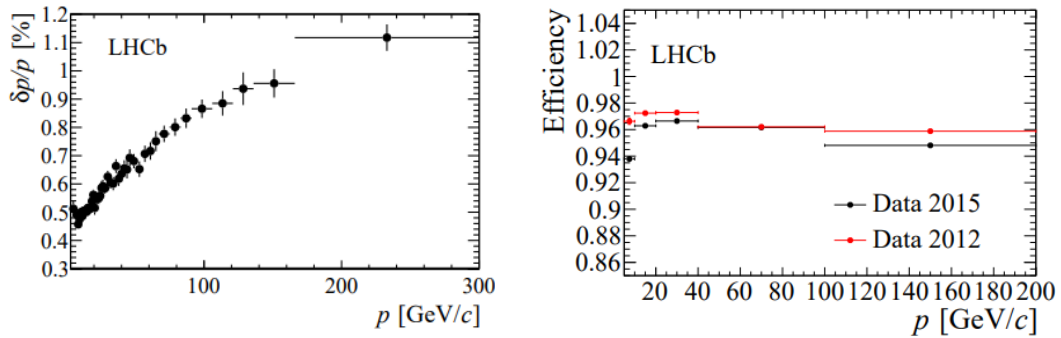 LHCb
δp/p [%]
1.2
1.1
1
0.9
0.8
0.7
0.6
0.5
0.4
0.3
100
200
300
p [GeV/c]
LHCb
Efficiency
1.04
1.02
1
0.98
0.96
0.94
0.92
0.9
0.88
0.86
Data 2015
Data 2012
20 40 60 80 100 120 140 160 180 200
p [GeV/c]